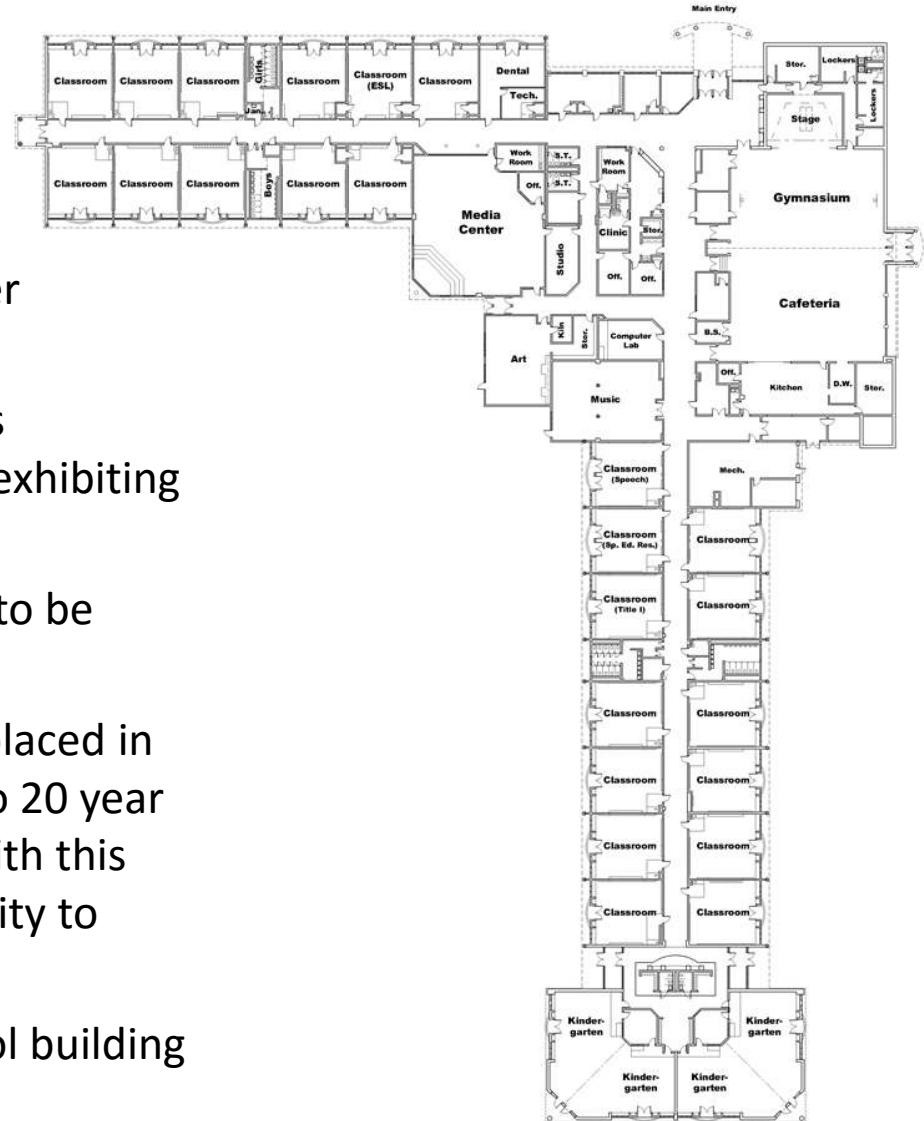 Main Entry
Stor.
Lockers
Lockers
Stage
Classroom
Classroom
Classroom
Girls
Jan.
Classroom
Classroom
(ESL)
Classroom
Dental
Tech.
Classroom
Classroom
Classroom
Boys
Classroom
Classroom
Work
Room
Off.
Media
Center
S.T.
S.T.
Studio
Work
Room
Clinic
Stor.
Off.
Off.
Gymnasium
Cafeteria
B.S.
Off.
Kitchen
D.W.
Stor.
Art
Kiln
Stor.
Computer
Lab
Music
Mech.
Classroom
(Speech)
Classroom
(Sp. Ed. Res.)
Classroom
Classroom
(Title I)
Classroom
Classroom
Classroom
Classroom
Classroom
Classroom
Classroom
Classroom
Classroom
Kinder-
garten
Kinder-
garten
Kinder-
garten
Kinder-
garten
er
s
exhibiting
to be
placed in
o 20 year
ith this
ity to
ol building